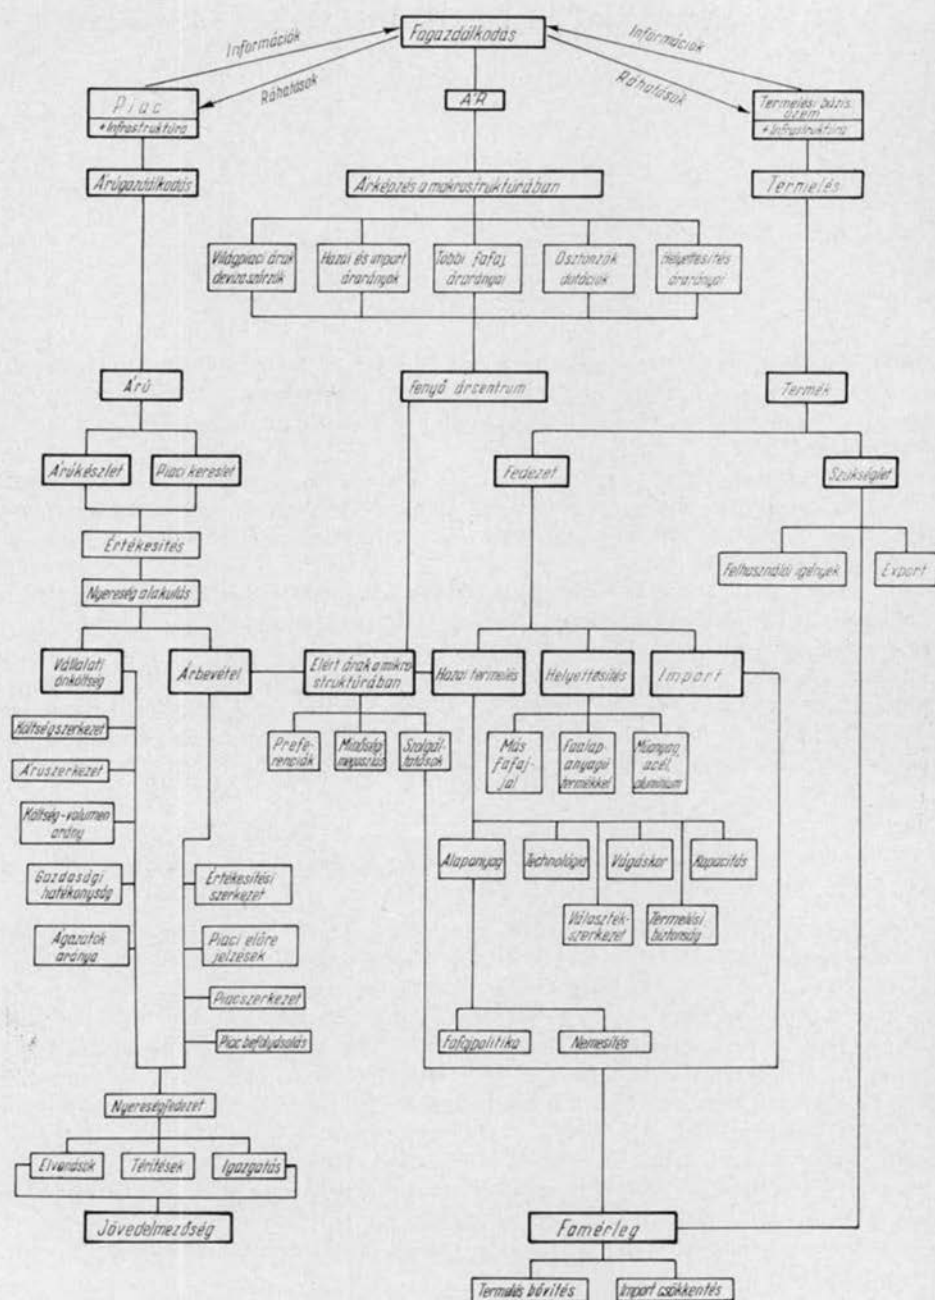 Fagazdálkodás
Információk
Ráhatások
Információk
Ráhatások
Piac
+Infrastruktúra
ÁR
Termelési bázis
üzem
+Infrastruktúra
Árúgazdálkodás
Árképzés a makrostruktúrában
Termelés
Világpiaci árak
devizaszorzók
Hazai és import
árarányok
Többi fafaj
árarányai
Ösztönzők
dotációk
Helyettesítés
árarányai
Árú
Fenyő árcentrum
Termék
Árúkészlet
Piaci kereslet
Fedezet
Szükséglet
Értékesítés
Felhasználói igények
Export
Nyereség alakulás
Vállalati
önköltség
Árbevétel
Elért árak a mikro-
struktúrában
Hazai termelés
Helyettesítés
Import
Költségszerkezet
Prefe-
renciák
Minőség
megoszlás
Szolgál-
tatások
Más
fafaj-
jal
Faalap-
anyagú
termékkel
Műanyag,
acél,
alumínium
Áruszerkezet
Költség-volumen
arány
Alapanyag
Technológia
Vágáskor
Kapacitás
Gazdasági
hatékonyság
Értékesítési
szerkezet
Választék-
szerkezet
Termelési
biztonság
Ágazatok
aránya
Piaci előre
jelzések
Piacszerkezet
Piac befolyásolás
Fafajpolitika
Nemesítés
Nyereségfedezet
Elvonások
Térítések
Igazgatás
Jövedelmezőség
Famérleg
Termelés bővítés
Import csökkentés